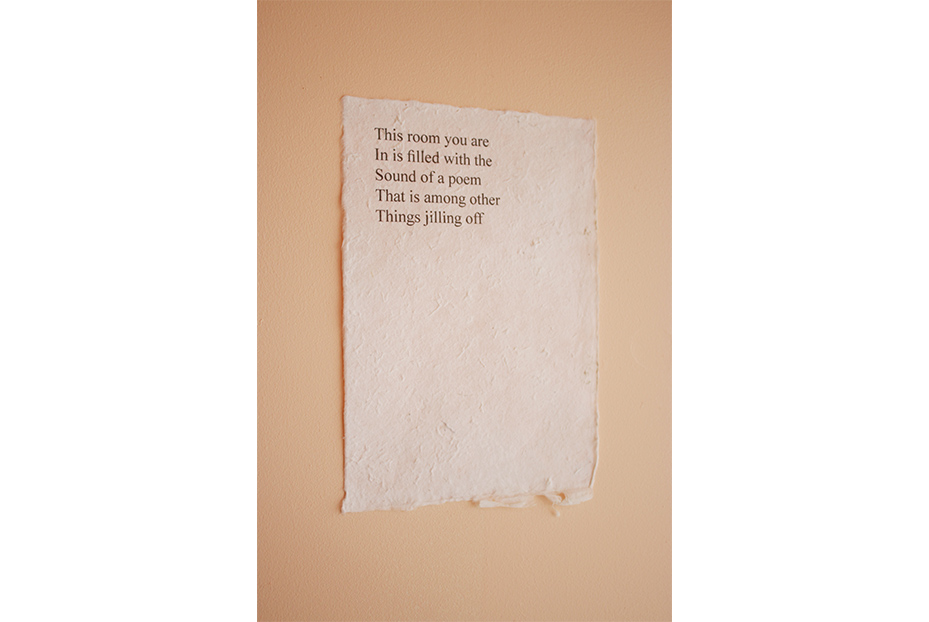 This room you are
In is filled with the
Sound of a poem
That is among other
Things jilling off